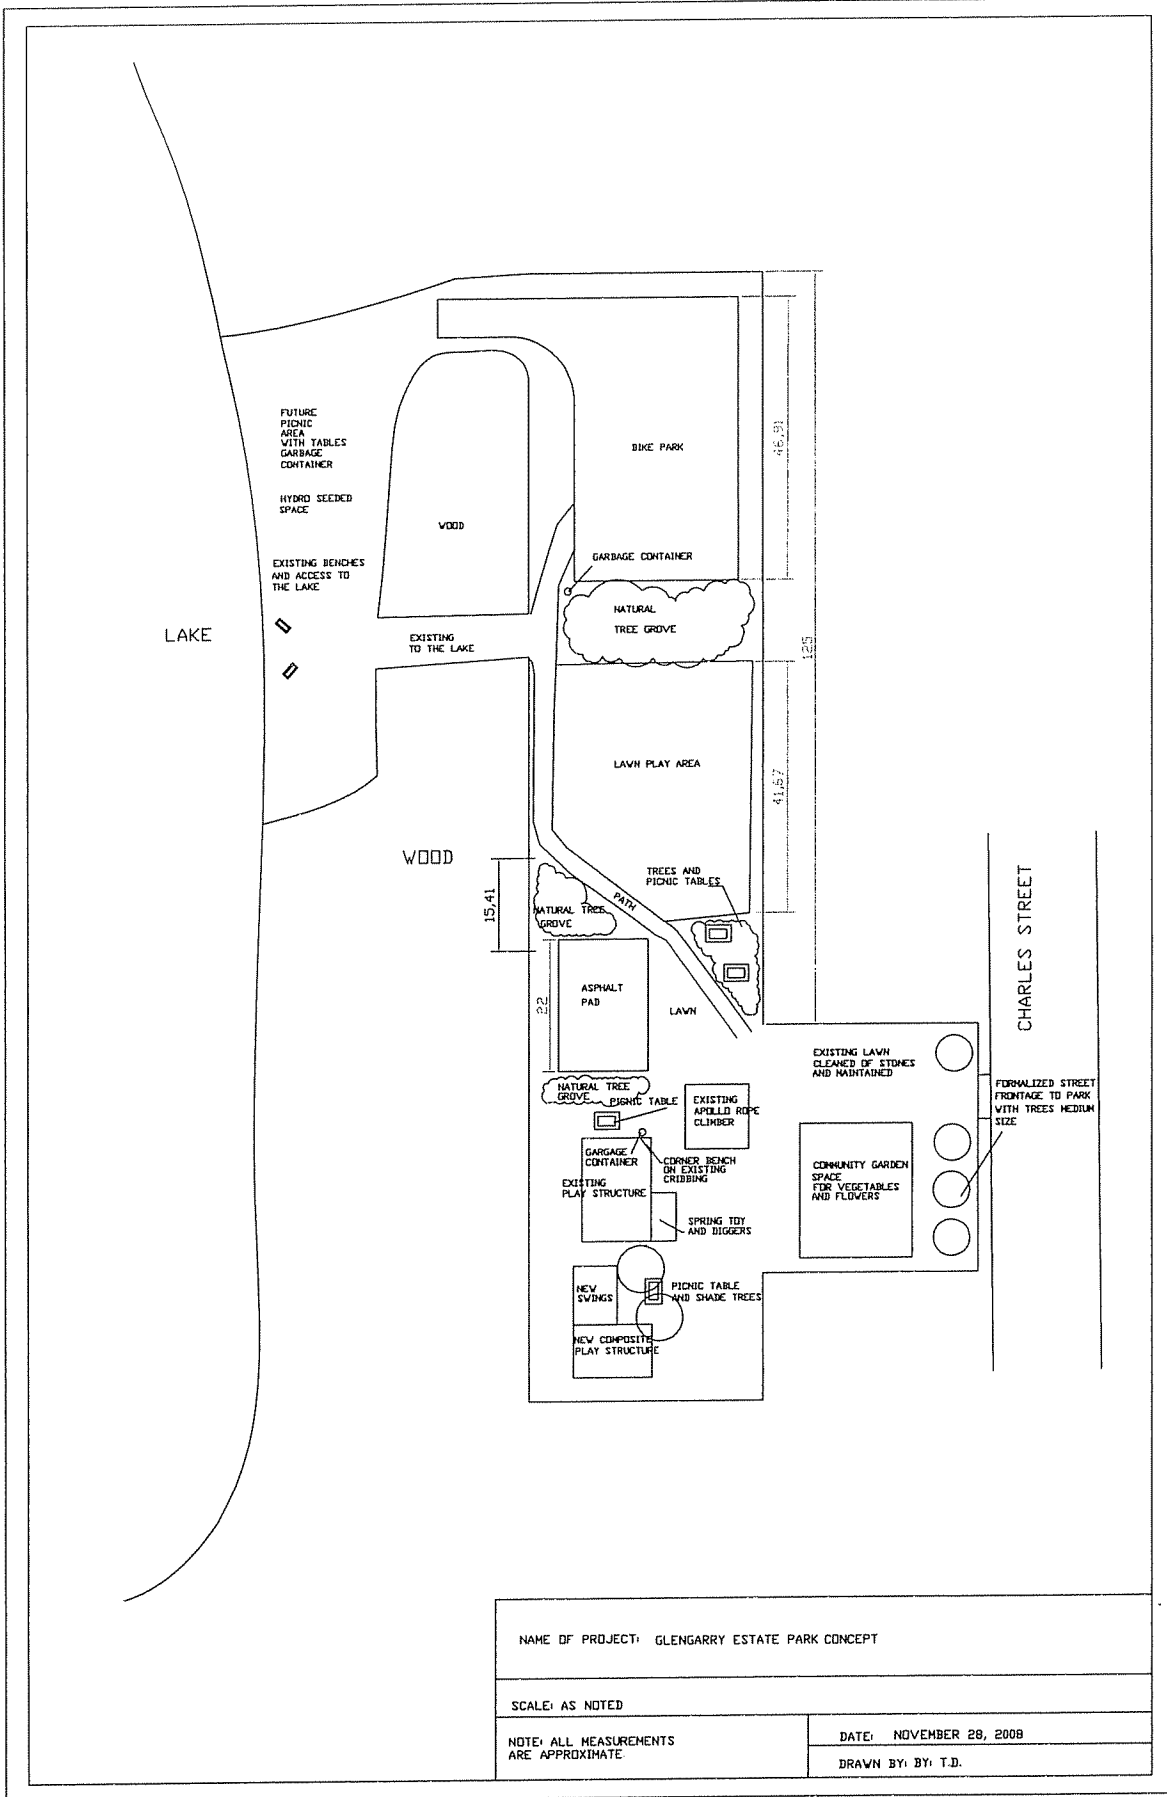 FUTURE
PICNIC
AREA
WITH TABLES
GARBAGE
CONTAINER
HYDRO SEEDED
SPACE
EXISTING BENCHES
AND ACCESS TO
THE LAKE
LAKE
WOOD
EXISTING
TO THE LAKE
BIKE PARK
46,91
GARBAGE CONTAINER
NATURAL
TREE GROVE
125
LAWN PLAY AREA
41,67
WOOD
15,41
TREES AND
PICNIC TABLES
PATH
NATURAL TREE
GROVE
ASPHALT
PAD
22
LAWN
CHARLES STREET
EXISTING LAWN
CLEANED OF STONES
AND MAINTAINED
FORMALIZED STREET
FRONTAGE TO PARK
WITH TREES MEDIUM
SIZE
NATURAL TREE
GROVE
PICNIC TABLE
EXISTING
APOLLO ROPE
CLIMBER
GARGAGE
CONTAINER
CORNER BENCH
ON EXISTING
CRIBBING
EXISTING
PLAY STRUCTURE
COMMUNITY GARDEN
SPACE
FOR VEGETABLES
AND FLOWERS
SPRING TOY
AND DIGGERS
NEW
SWINGS
PICNIC TABLE
AND SHADE TREES
NEW COMPOSITE
PLAY STRUCTURE
NAME OF PROJECT: GLENGARRY ESTATE PARK CONCEPT
SCALE: AS NOTED
NOTE: ALL MEASUREMENTS
ARE APPROXIMATE.
DATE: NOVEMBER 28, 2008
DRAWN BY: BY: T.D.